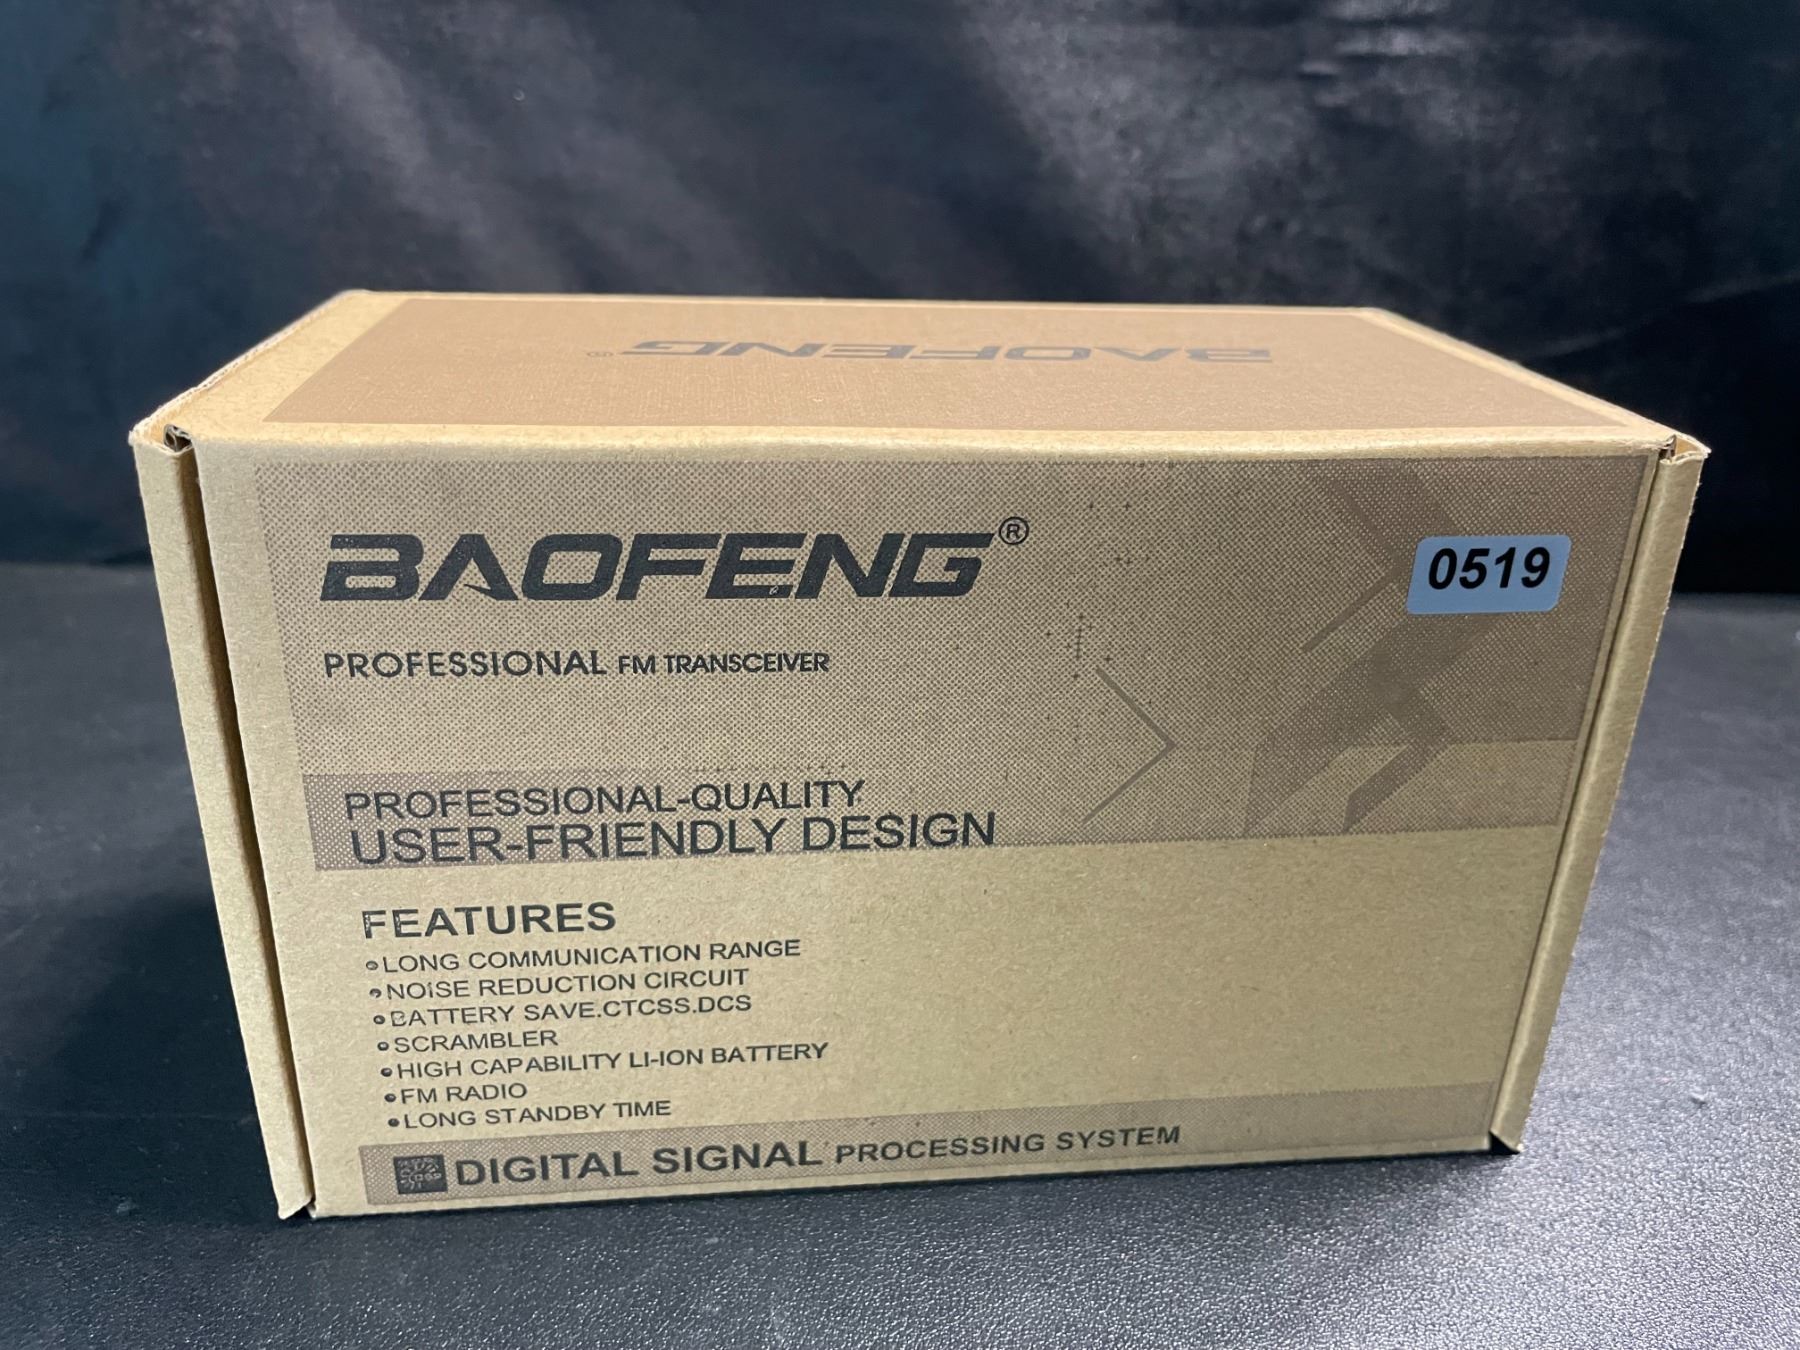 BAOFENG®
BAOFENG®
0519
PROFESSIONAL FM TRANSCEIVER
PROFESSIONAL-QUALITY
USER-FRIENDLY DESIGN
FEATURES
•LONG COMMUNICATION RANGE
•NOISE REDUCTION CIRCUIT
•BATTERY SAVE.CTCSS.DCS
•SCRAMBLER
•HIGH CAPABILITY LI-ION BATTERY
•FM RADIO
•LONG STANDBY TIME
DIGITAL SIGNAL PROCESSING SYSTEM